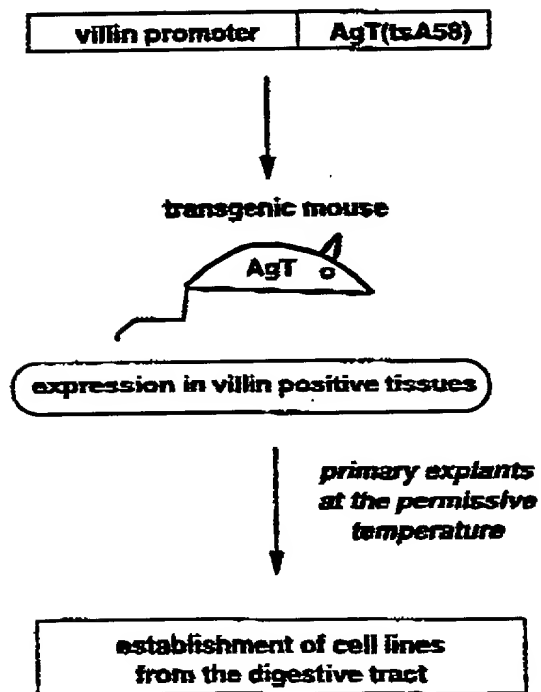 villin promoter AgT(tsA58)
transgenic mouse
AgT
expression in villin positive tissues
primary explants
at the permissive
temperature
establishment of cell lines
from the digestive tract